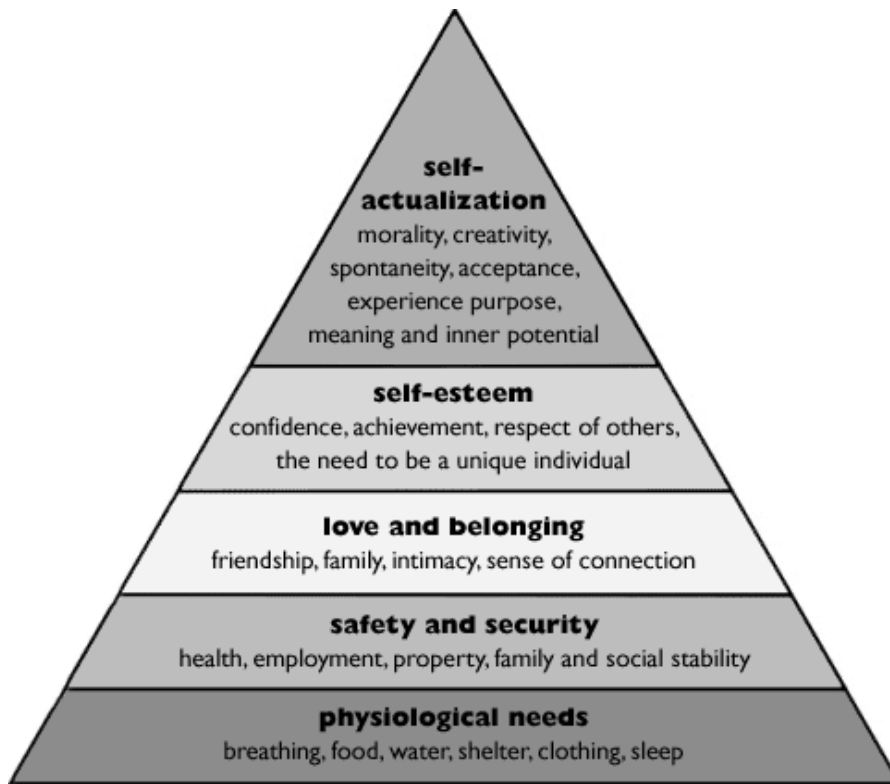 self-
actualization
morality, creativity,
spontaneity, acceptance,
experience purpose,
meaning and inner potential
self-esteem
confidence, achievement, respect of others,
the need to be a unique individual
love and belonging
friendship, family, intimacy, sense of connection
safety and security
health, employment, property, family and social stability
physiological needs
breathing, food, water, shelter, clothing, sleep